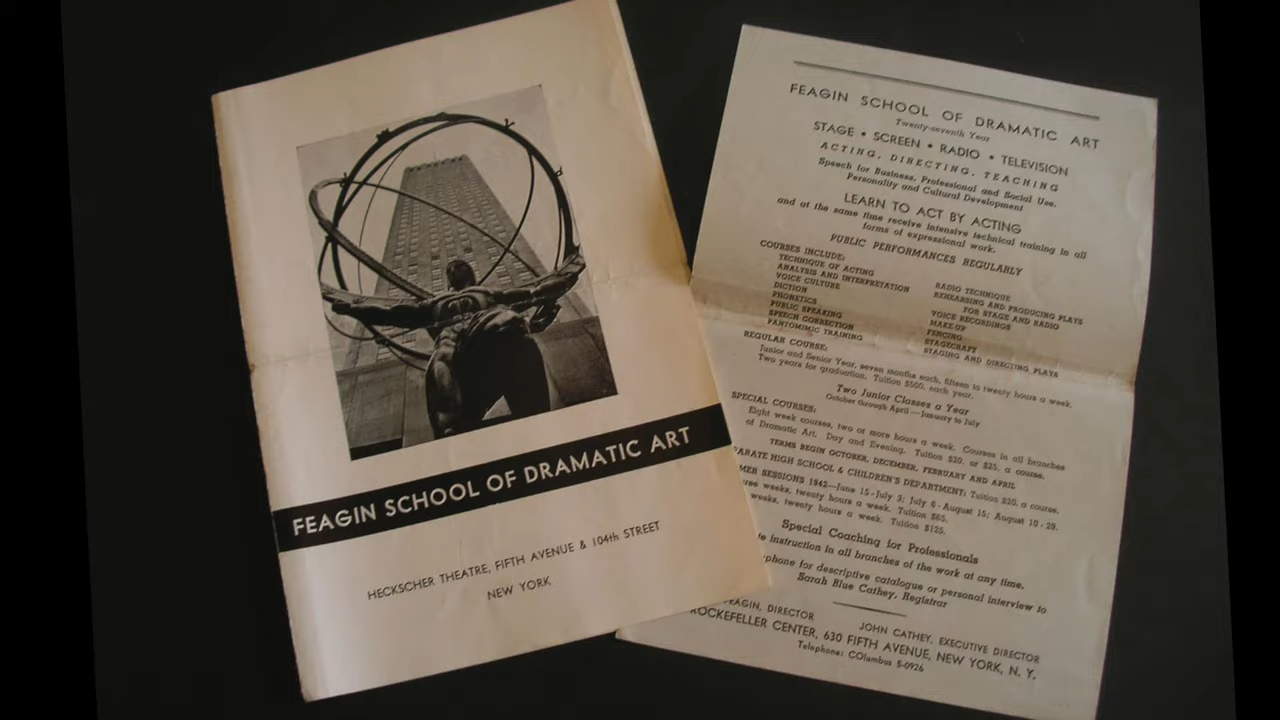 FEAGIN SCHOOL OF DRAMATIC ART
HECKSCHER THEATRE, FIFTH AVENUE & 104th STREET
NEW YORK
FEAGIN SCHOOL OF DRAMATIC ART
Twenty-seventh Year
STAGE • SCREEN • RADIO • TELEVISION
ACTING, DIRECTING, TEACHING
Speech for Business, Professional and Social Use.
Personality and Cultural Development
LEARN TO ACT BY ACTING
and at the same time receive intensive technical training in all
forms of expressional work.
PUBLIC PERFORMANCES REGULARLY
COURSES INCLUDE:
TECHNIQUE OF ACTING
ANALYSIS AND INTERPRETATION
VOICE CULTURE
DICTION
PHONETICS
PUBLIC SPEAKING
SPEECH CORRECTION
PANTOMIMIC TRAINING
RADIO TECHNIQUE
REHEARSING AND PRODUCING PLAYS
FOR STAGE AND RADIO
VOICE RECORDINGS
MAKE-UP
FENCING
STAGECRAFT
STAGING AND DIRECTING PLAYS
REGULAR COURSE:
Junior and Senior Year, seven months each, fifteen to twenty hours a week.
Two years for graduation. Tuition $500. each year.
Two Junior Classes a Year
October through April—January to July
SPECIAL COURSES:
Eight week courses, two or more hours a week. Courses in all branches
of Dramatic Art. Day and Evening. Tuition $20. or $25. a course.
TERMS BEGIN OCTOBER, DECEMBER, FEBRUARY AND APRIL
PARATE HIGH SCHOOL & CHILDREN'S DEPARTMENT: Tuition $20. a course.
MER SESSIONS 1942—June 15 - July 3; July 6 - August 15; August 10 - 29.
weeks, twenty hours a week. Tuition $65.
weeks, twenty hours a week. Tuition $125.
Special Coaching for Professionals
instruction in all branches of the work at any time.
phone for descriptive catalogue or personal interview to
Sarah Blue Cathey, Registrar
FEAGIN, DIRECTOR
JOHN CATHEY, EXECUTIVE DIRECTOR
ROCKEFELLER CENTER, 630 FIFTH AVENUE, NEW YORK, N. Y.
Telephone: COlumbus 5-0926